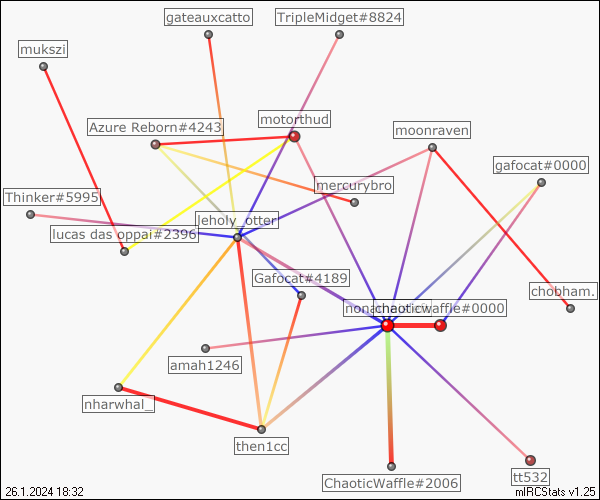 gateauxcatto
TripleMidget#8824
mukszi
Azure Reborn#4243
motorthud
moonraven
gafocat#0000
mercurybro
Thinker#5995
leholy_otter
lucas das oppai#2396
Gafocat#4189
chobham.
chaoticwaffle#0000
amah1246
nharwhal_
then1cc
ChaoticWaffle#2006
tt532
26.1.2024 18:32
mIRCStats v1.25